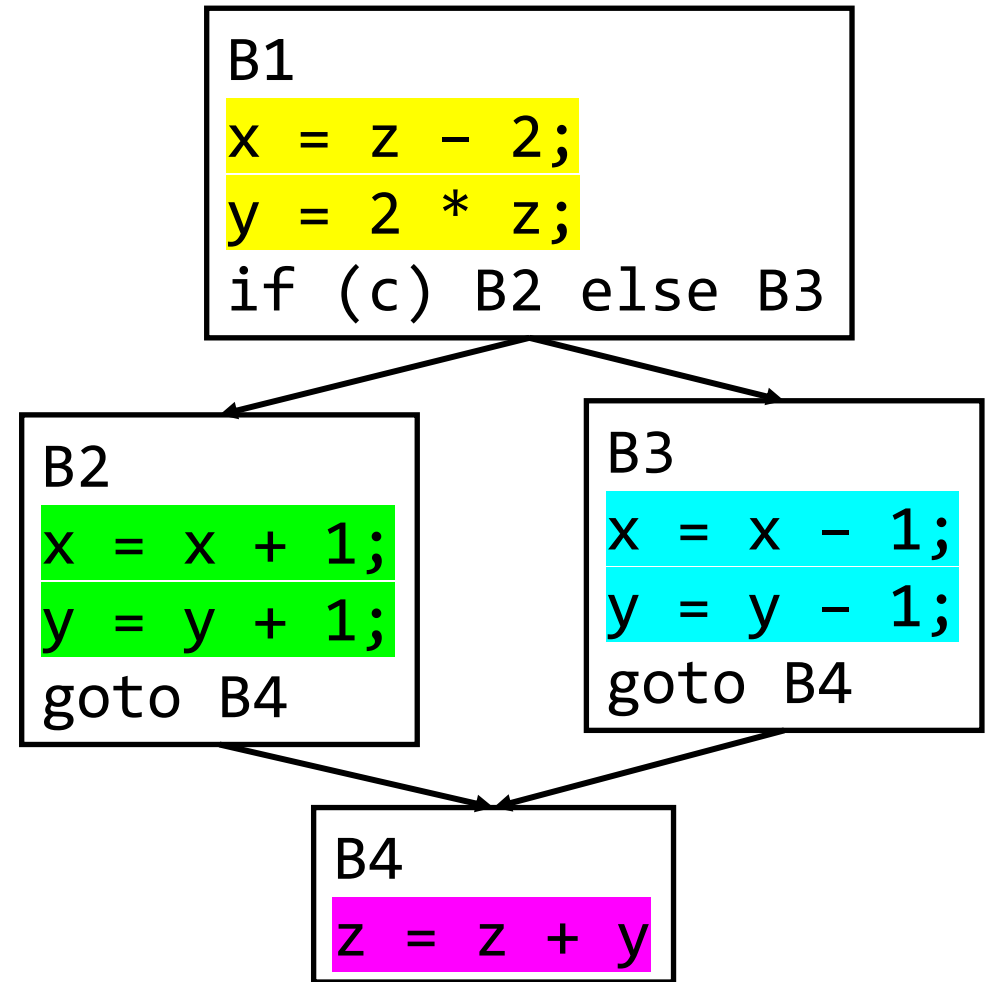 B1
x = z – 2;
y = 2 * z;
if (c) B2 else B3
B2
x = x + 1;
y = y + 1;
goto B4
B3
x = x – 1;
y = y – 1;
goto B4
B4
z = z + y